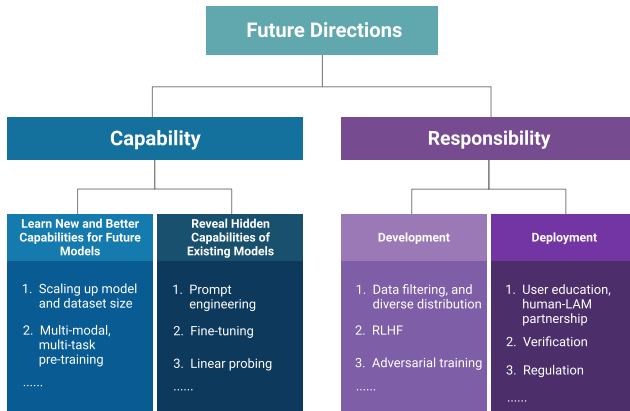 Future Directions
Capability
Responsibility
Learn New and Better
Capabilities for Future
Models
1. Scaling up model
and dataset size
2. Multi-modal,
multi-task
pre-training
......
Reveal Hidden
Capabilities of
Existing Models
1. Prompt
engineering
2. Fine-tuning
3. Linear probing
......
Development
1. Data filtering, and
diverse distribution
2. RLHF
3. Adversarial training
......
Deployment
1. User education,
human-LAM
partnership
2. Verification
3. Regulation
......